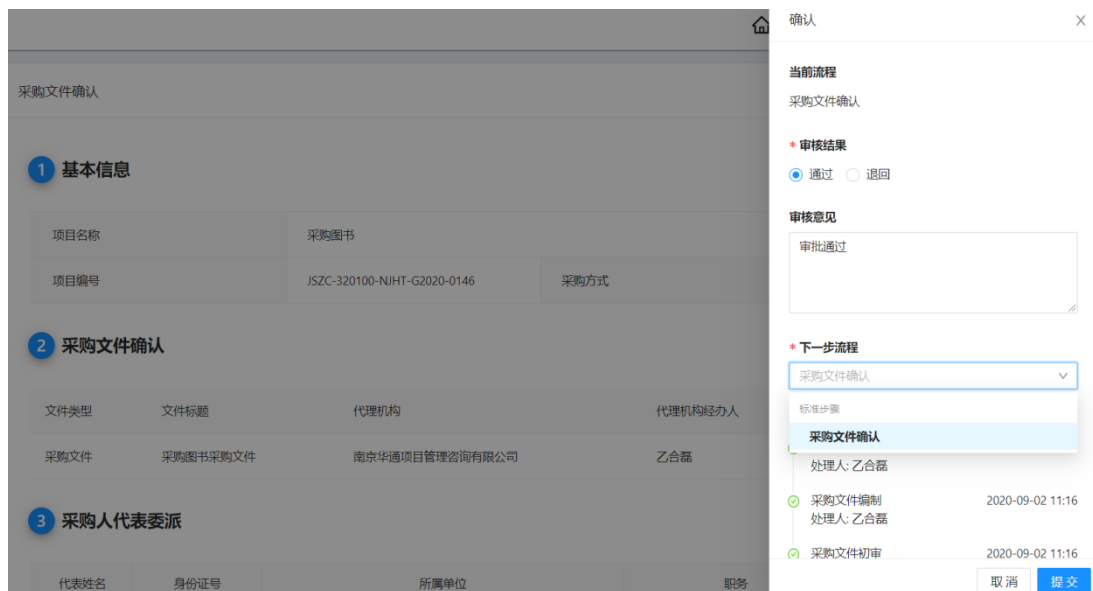 采购文件确认
1 基本信息
项目名称 采购图书
项目编号 JSZC-320100-NJHT-G2020-0146 采购方式
2 采购文件确认
文件类型 文件标题 代理机构 代理机构经办人
采购文件 采购图书采购文件 南京华通项目管理咨询有限公司 乙合磊
3 采购人代表委派
代表姓名 身份证号 所属单位 职务
确认
当前流程
采购文件确认
* 审核结果
通过 退回
审核意见
审批通过
* 下一步流程
采购文件确认
标准步骤
采购文件确认
处理人: 乙合磊
采购文件编制 2020-09-02 11:16
处理人: 乙合磊
采购文件初审 2020-09-02 11:16
取消 提交